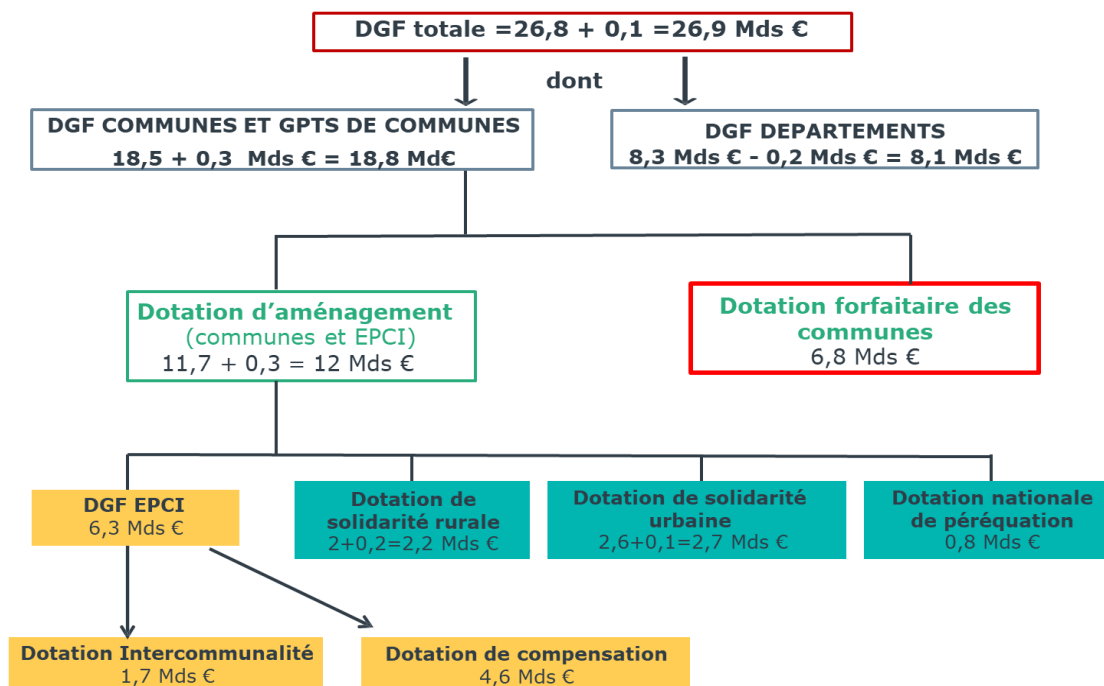 DGF totale =26,8 + 0,1 =26,9 Mds €
dont
DGF COMMUNES ET GPTS DE COMMUNES
18,5 + 0,3 Mds € = 18,8 Md€
DGF DEPARTEMENTS
8,3 Mds € - 0,2 Mds € = 8,1 Mds €
Dotation d’aménagement
(communes et EPCI)
11,7 + 0,3 = 12 Mds €
Dotation forfaitaire des
communes
6,8 Mds €
DGF EPCI
6,3 Mds €
Dotation de
solidarité rurale
2+0,2=2,2 Mds €
Dotation de solidarité
urbaine
2,6+0,1=2,7 Mds €
Dotation nationale
de péréquation
0,8 Mds €
Dotation Intercommunalité
1,7 Mds €
Dotation de compensation
4,6 Mds €